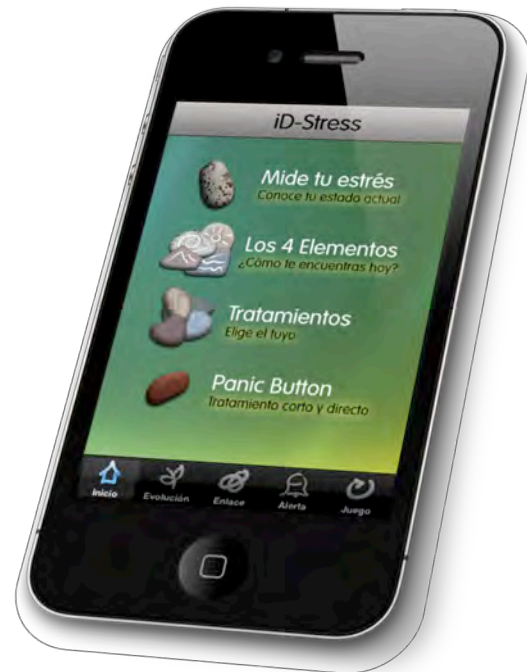 iD-Stress
Mide tu estrés
Conoce tu estado actual
Los 4 Elementos
¿Cómo te encuentras hoy?
Tratamientos
Elige el tuyo
Panic Button
Tratamiento corto y directo
Inicio
Evolución
Enlace
Alerta
Juego